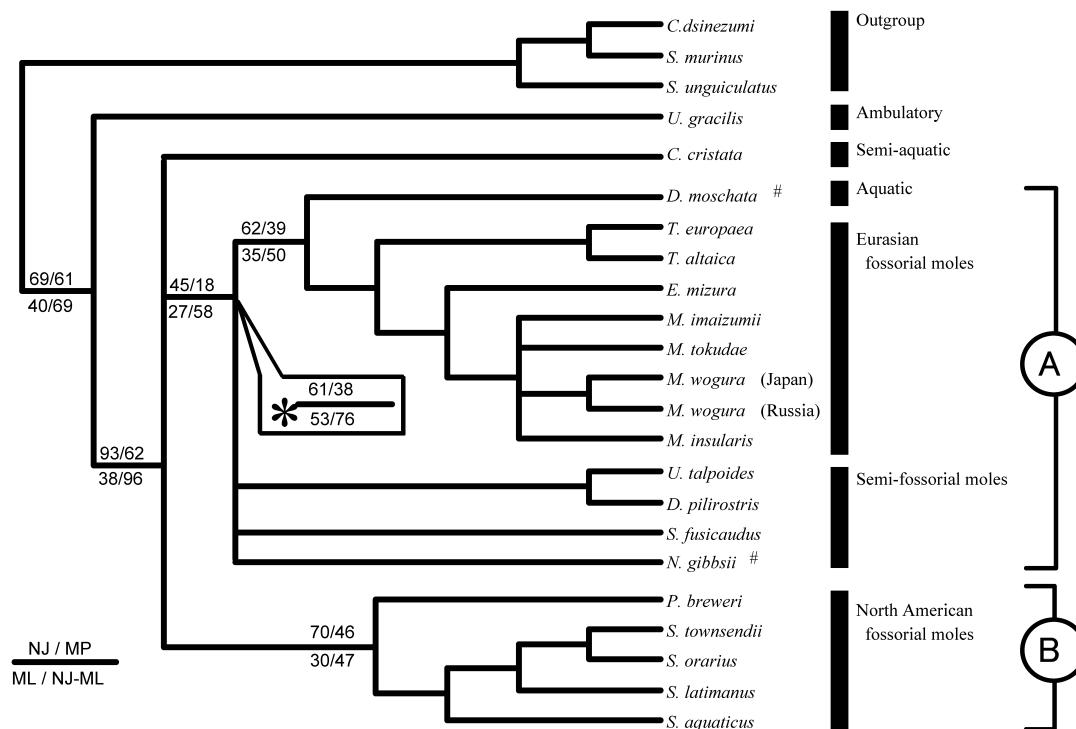 C.dsinezumi
Outgroup
S. murinus
S. unguiculatus
U. gracilis
Ambulatory
C. cristata
Semi-aquatic
D. moschata #
Aquatic
T. europaea
Eurasian
fossorial moles
T. altaica
E. mizura
M. imaizumii
M. tokudae
M. wogura (Japan)
M. wogura (Russia)
M. insularis
U. talpoides
Semi-fossorial moles
D. pilirostris
S. fusicaudus
N. gibbsii #
P. breweri
North American
fossorial moles
S. townsendii
S. orarius
S. latimanus
S. aquaticus
62/39
35/50
69/61
40/69
45/18
27/58
61/38
*
53/76
93/62
38/96
70/46
30/47
NJ / MP
ML / NJ-ML
A
B